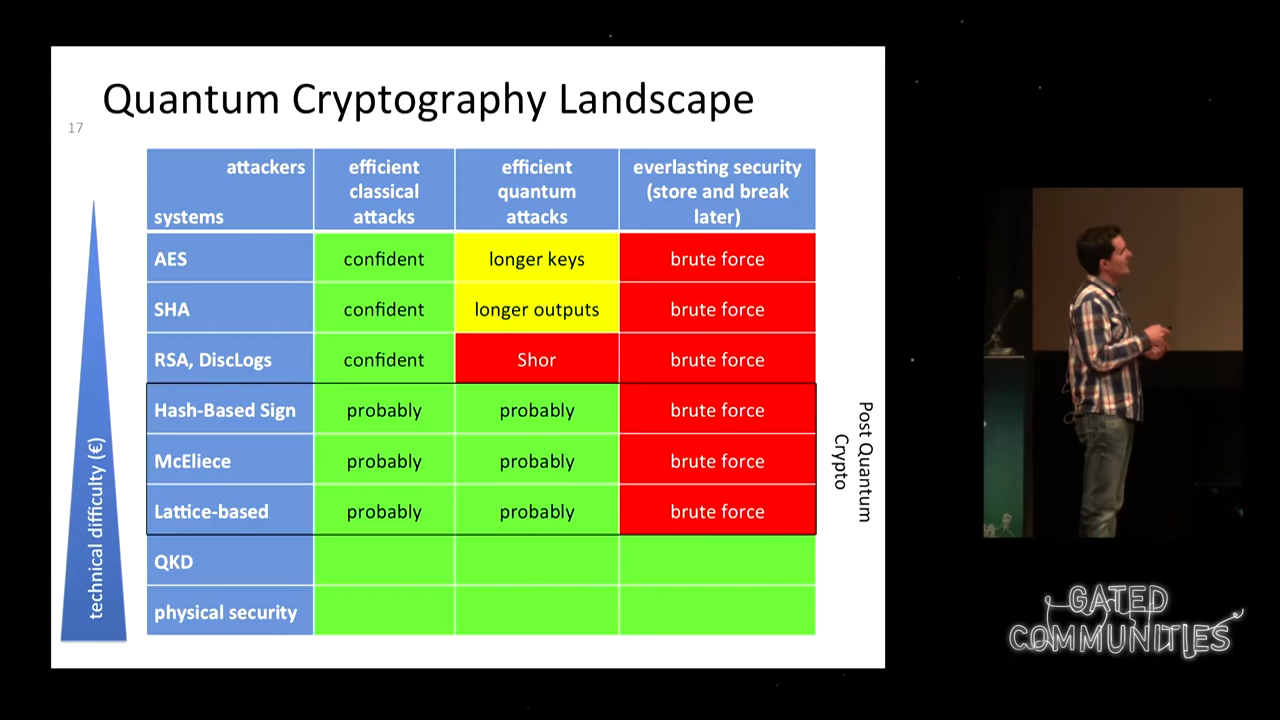 Quantum Cryptography Landscape
17
attackers
systems
efficient
classical
attacks
efficient
quantum
attacks
everlasting security
(store and break
later)
AES
confident
longer keys
brute force
SHA
confident
longer outputs
brute force
RSA, DiscLogs
confident
Shor
brute force
Hash-Based Sign
probably
probably
brute force
McEliece
probably
probably
brute force
Lattice-based
probably
probably
brute force
QKD
physical security
technical difficulty (€)
Post Quantum
Crypto
GATED
COMMUNITIES